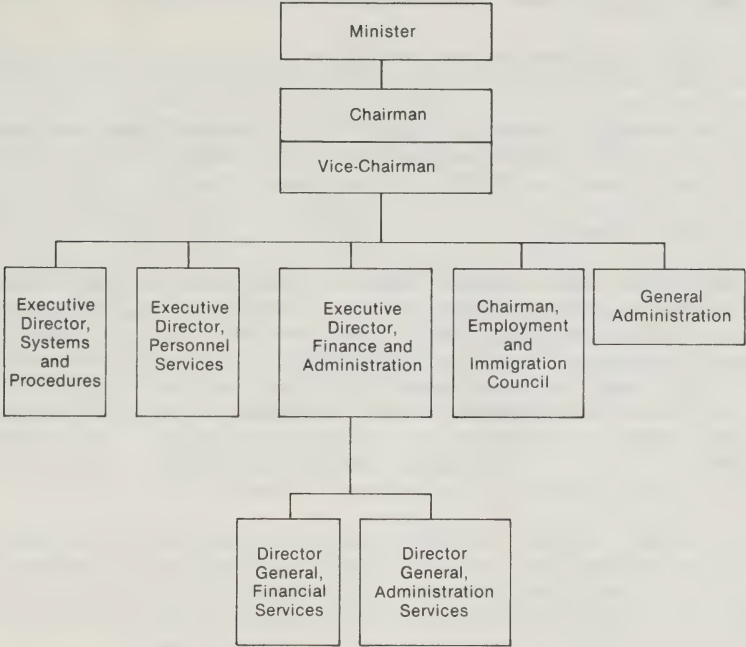 Minister
Chairman
Vice-Chairman
Executive
Director,
Systems
and
Procedures
Executive
Director,
Personnel
Services
Executive
Director,
Finance and
Administration
Chairman,
Employment
and
Immigration
Council
General
Administration
Director
General,
Financial
Services
Director
General,
Administration
Services